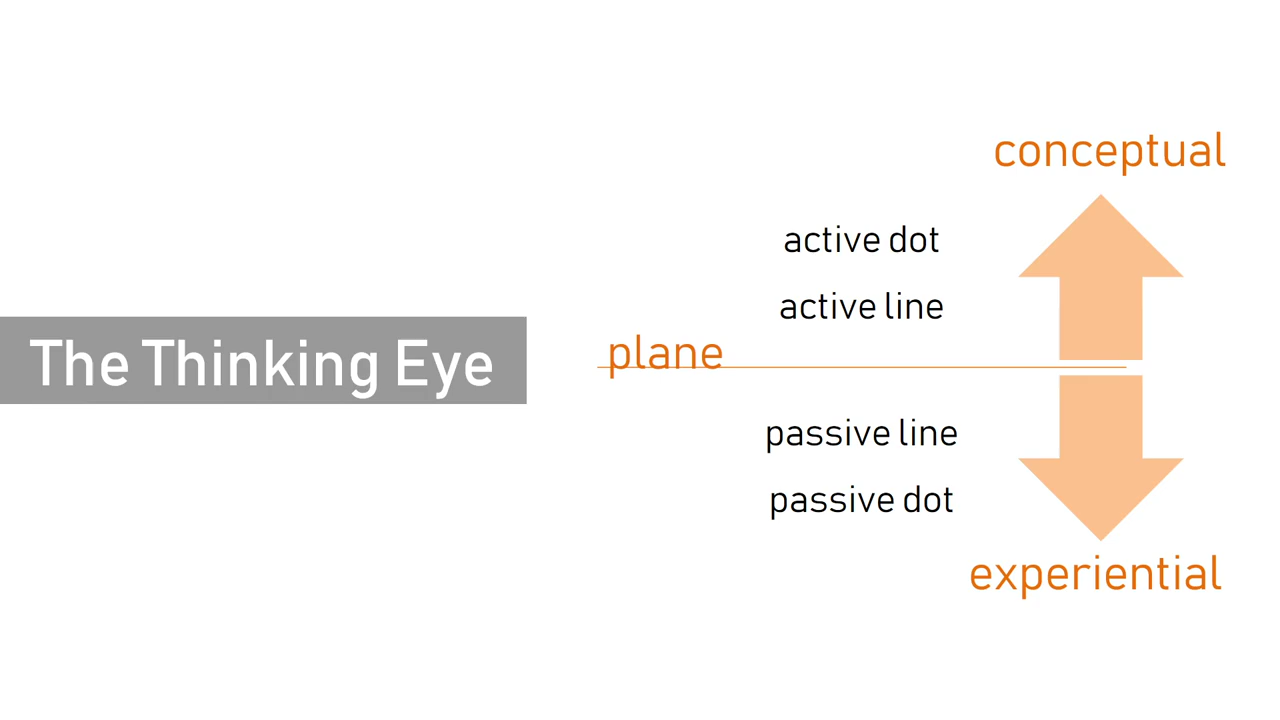 The Thinking Eye
conceptual
active dot
active line
plane
passive line
passive dot
experiential